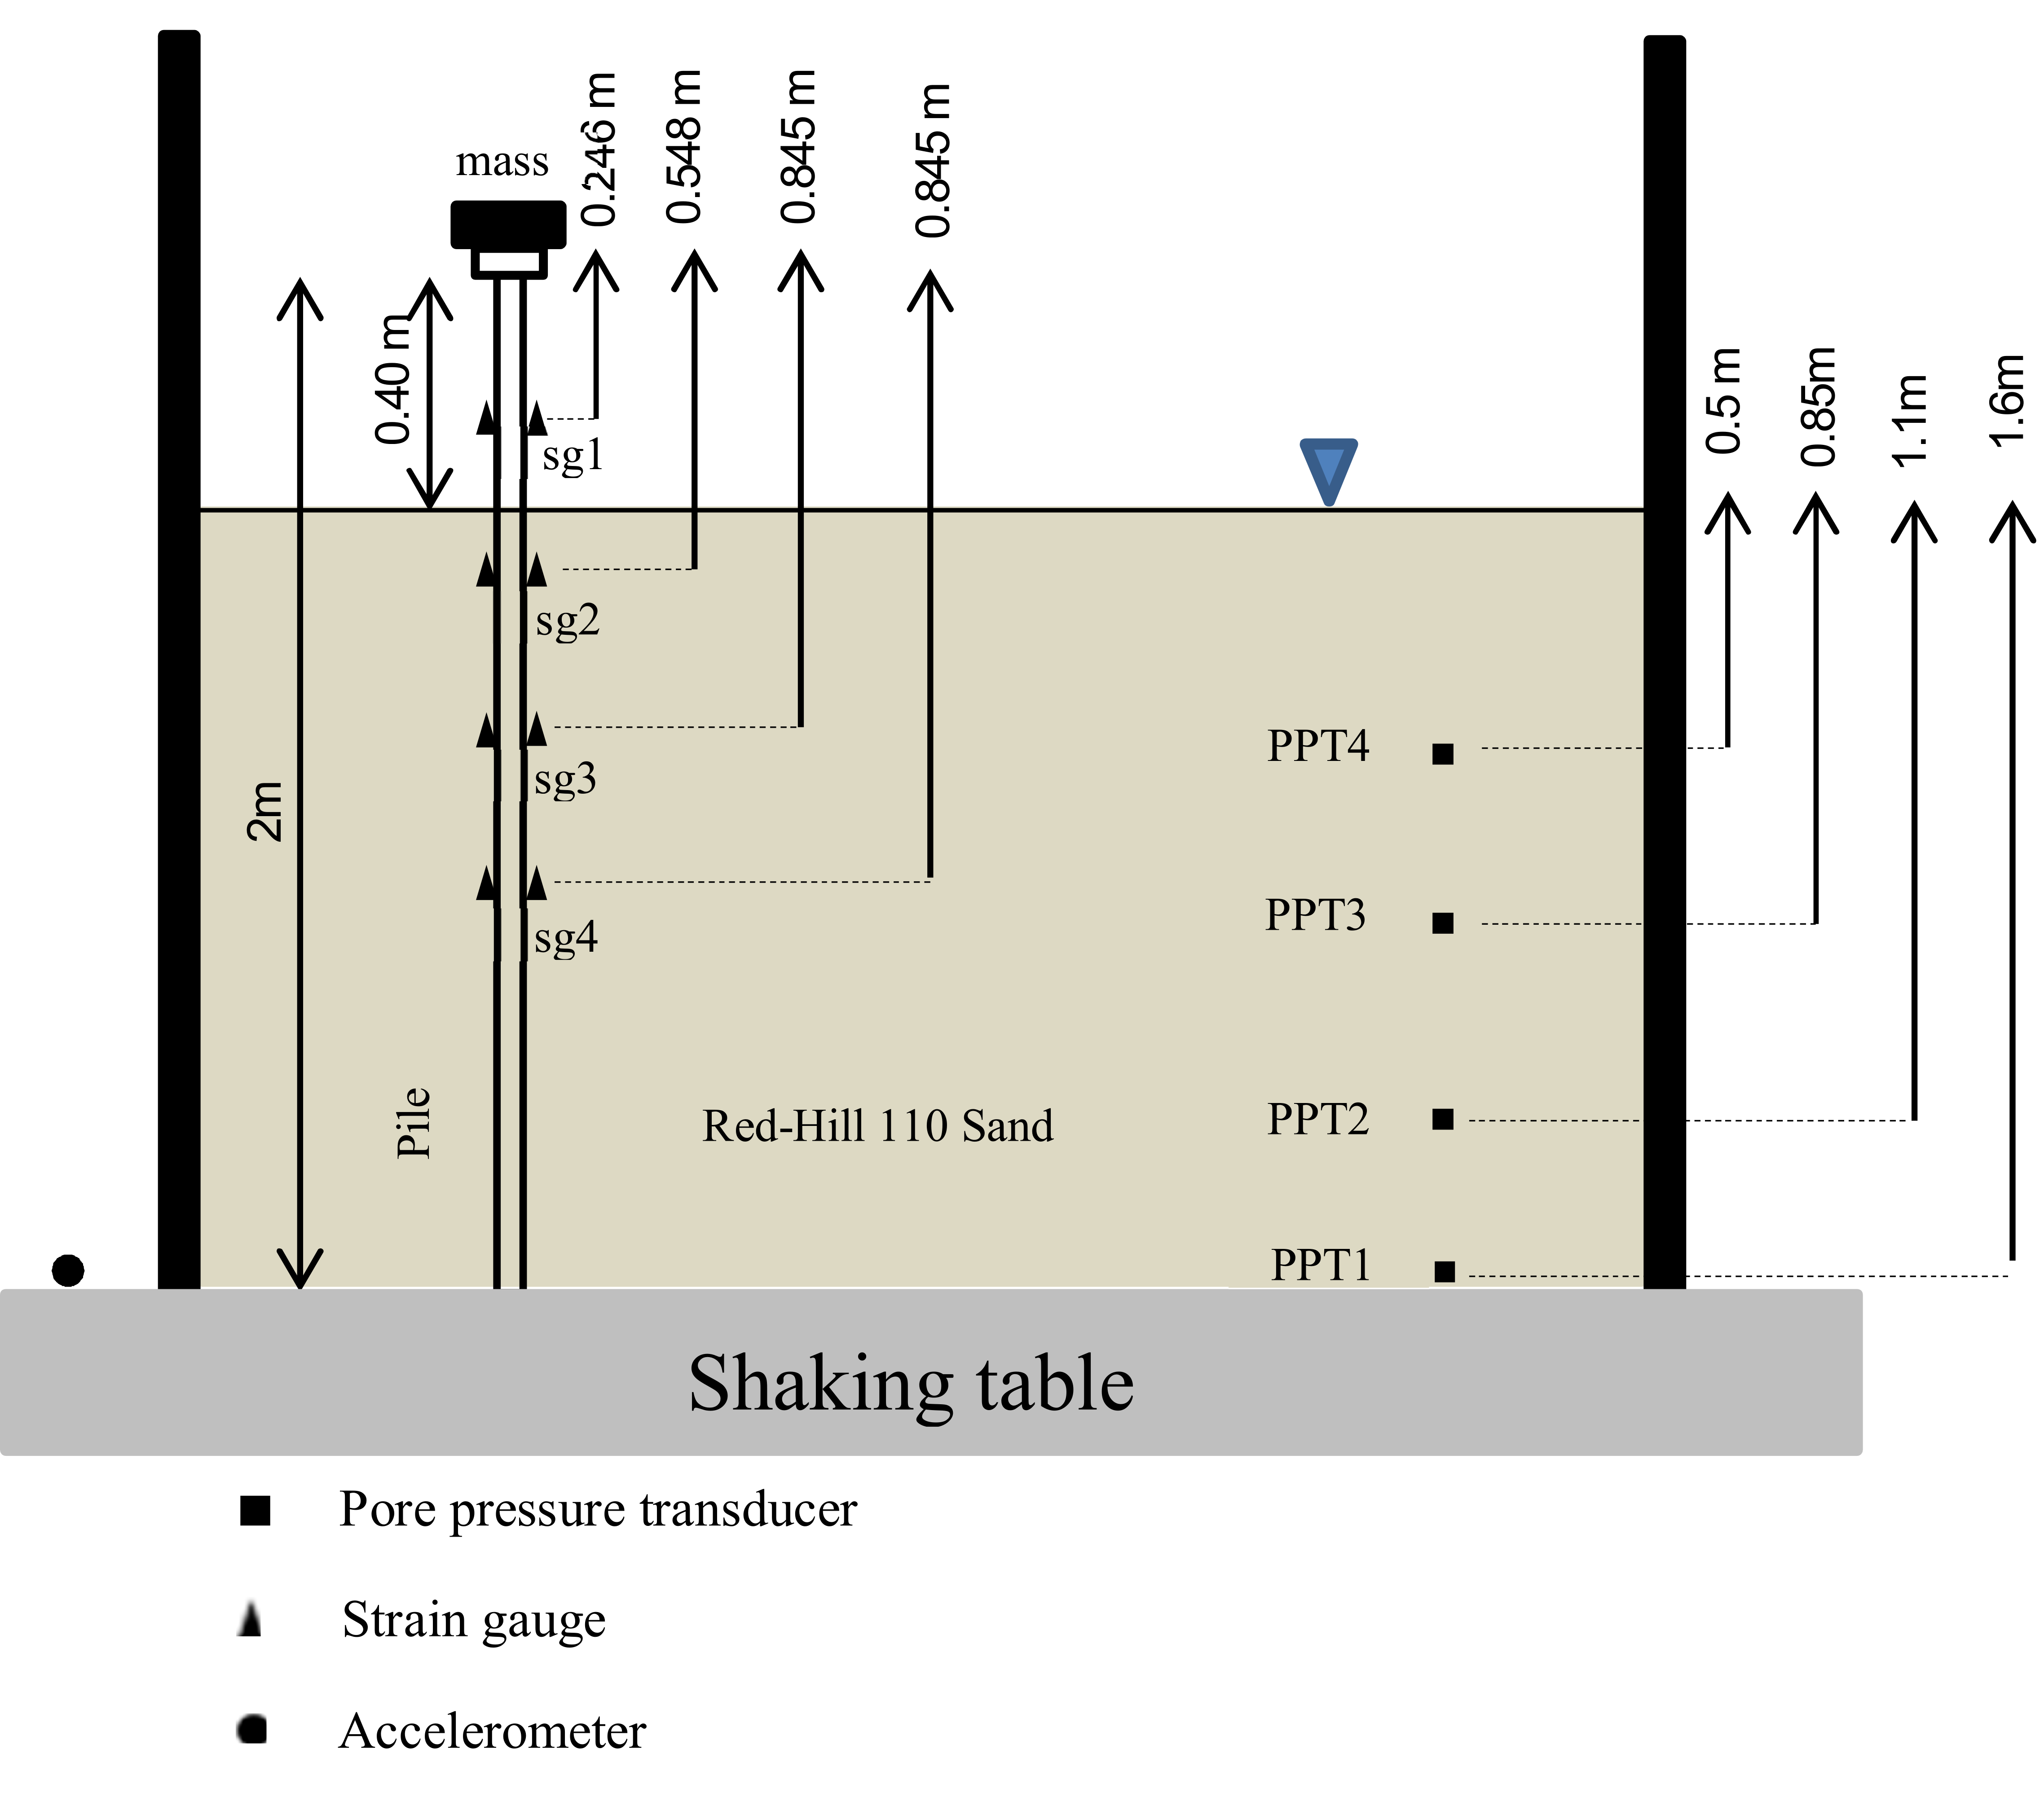 mass
0.246 m
0.548 m
0.845 m
0.845 m
0.40 m
0.5 m
0.85m
1.1m
1.6m
sg1
sg2
sg3
sg4
2m
PPT4
PPT3
PPT2
PPT1
Pile
Red-Hill 110 Sand
Shaking table
Pore pressure transducer
Strain gauge
Accelerometer